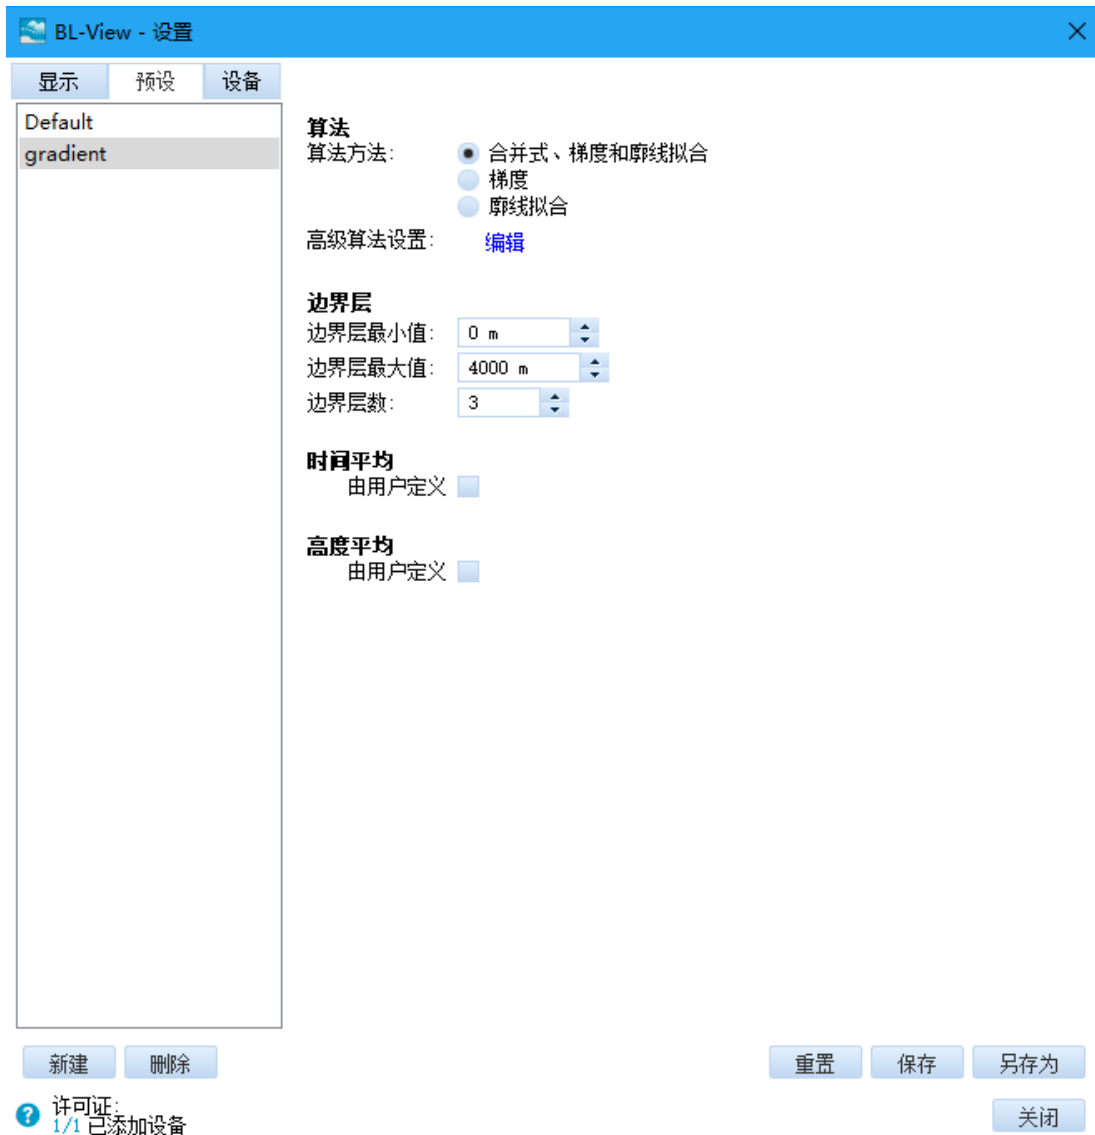 BL-View - 设置
显示 预设 设备
Default
gradient
算法
算法方法: 合并式、梯度和廓线拟合
梯度
廓线拟合
高级算法设置: 编辑
边界层
边界层最小值: 0 m
边界层最大值: 4000 m
边界层数: 3
时间平均
由用户定义
高度平均
由用户定义
新建 删除 重置 保存 另存为
许可证:
1/1 已添加设备
关闭